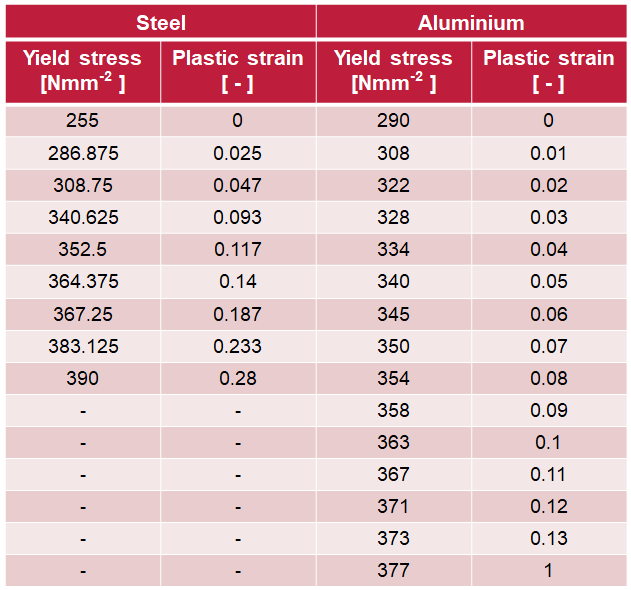 Steel Aluminium
Yield stress [Nmm-2 ] Plastic strain [ - ] Yield stress [Nmm-2 ] Plastic strain [ - ]
255 0 290 0
286.875 0.025 308 0.01
308.75 0.047 322 0.02
340.625 0.093 328 0.03
352.5 0.117 334 0.04
364.375 0.14 340 0.05
367.25 0.187 345 0.06
383.125 0.233 350 0.07
390 0.28 354 0.08
- - 358 0.09
- - 363 0.1
- - 367 0.11
- - 371 0.12
- - 373 0.13
- - 377 1